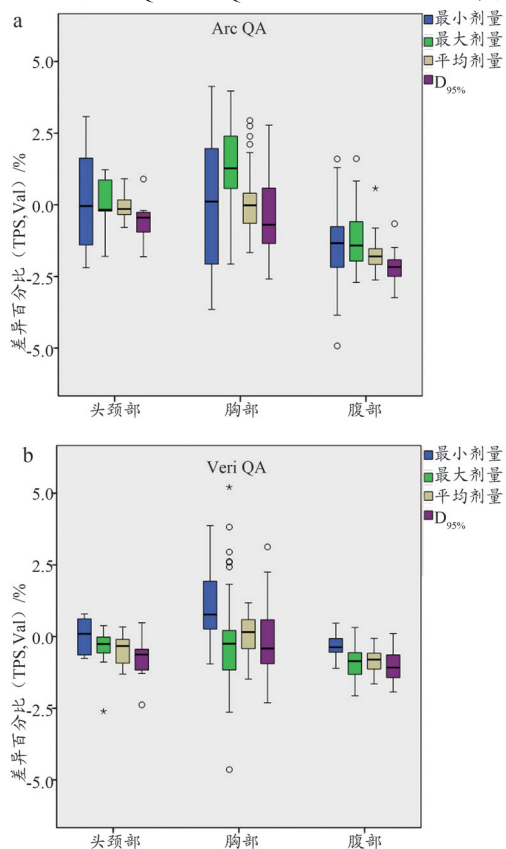 a
Arc QA
最小剂量
最大剂量
平均剂量
D95%
差异百分比（TPS,Val）/%
5.0
2.5
0.0
-2.5
-5.0
头颈部 胸部 腹部
b
Veri QA
最小剂量
最大剂量
平均剂量
D95%
差异百分比（TPS,Val）/%
5.0
2.5
0.0
-2.5
-5.0
头颈部 胸部 腹部